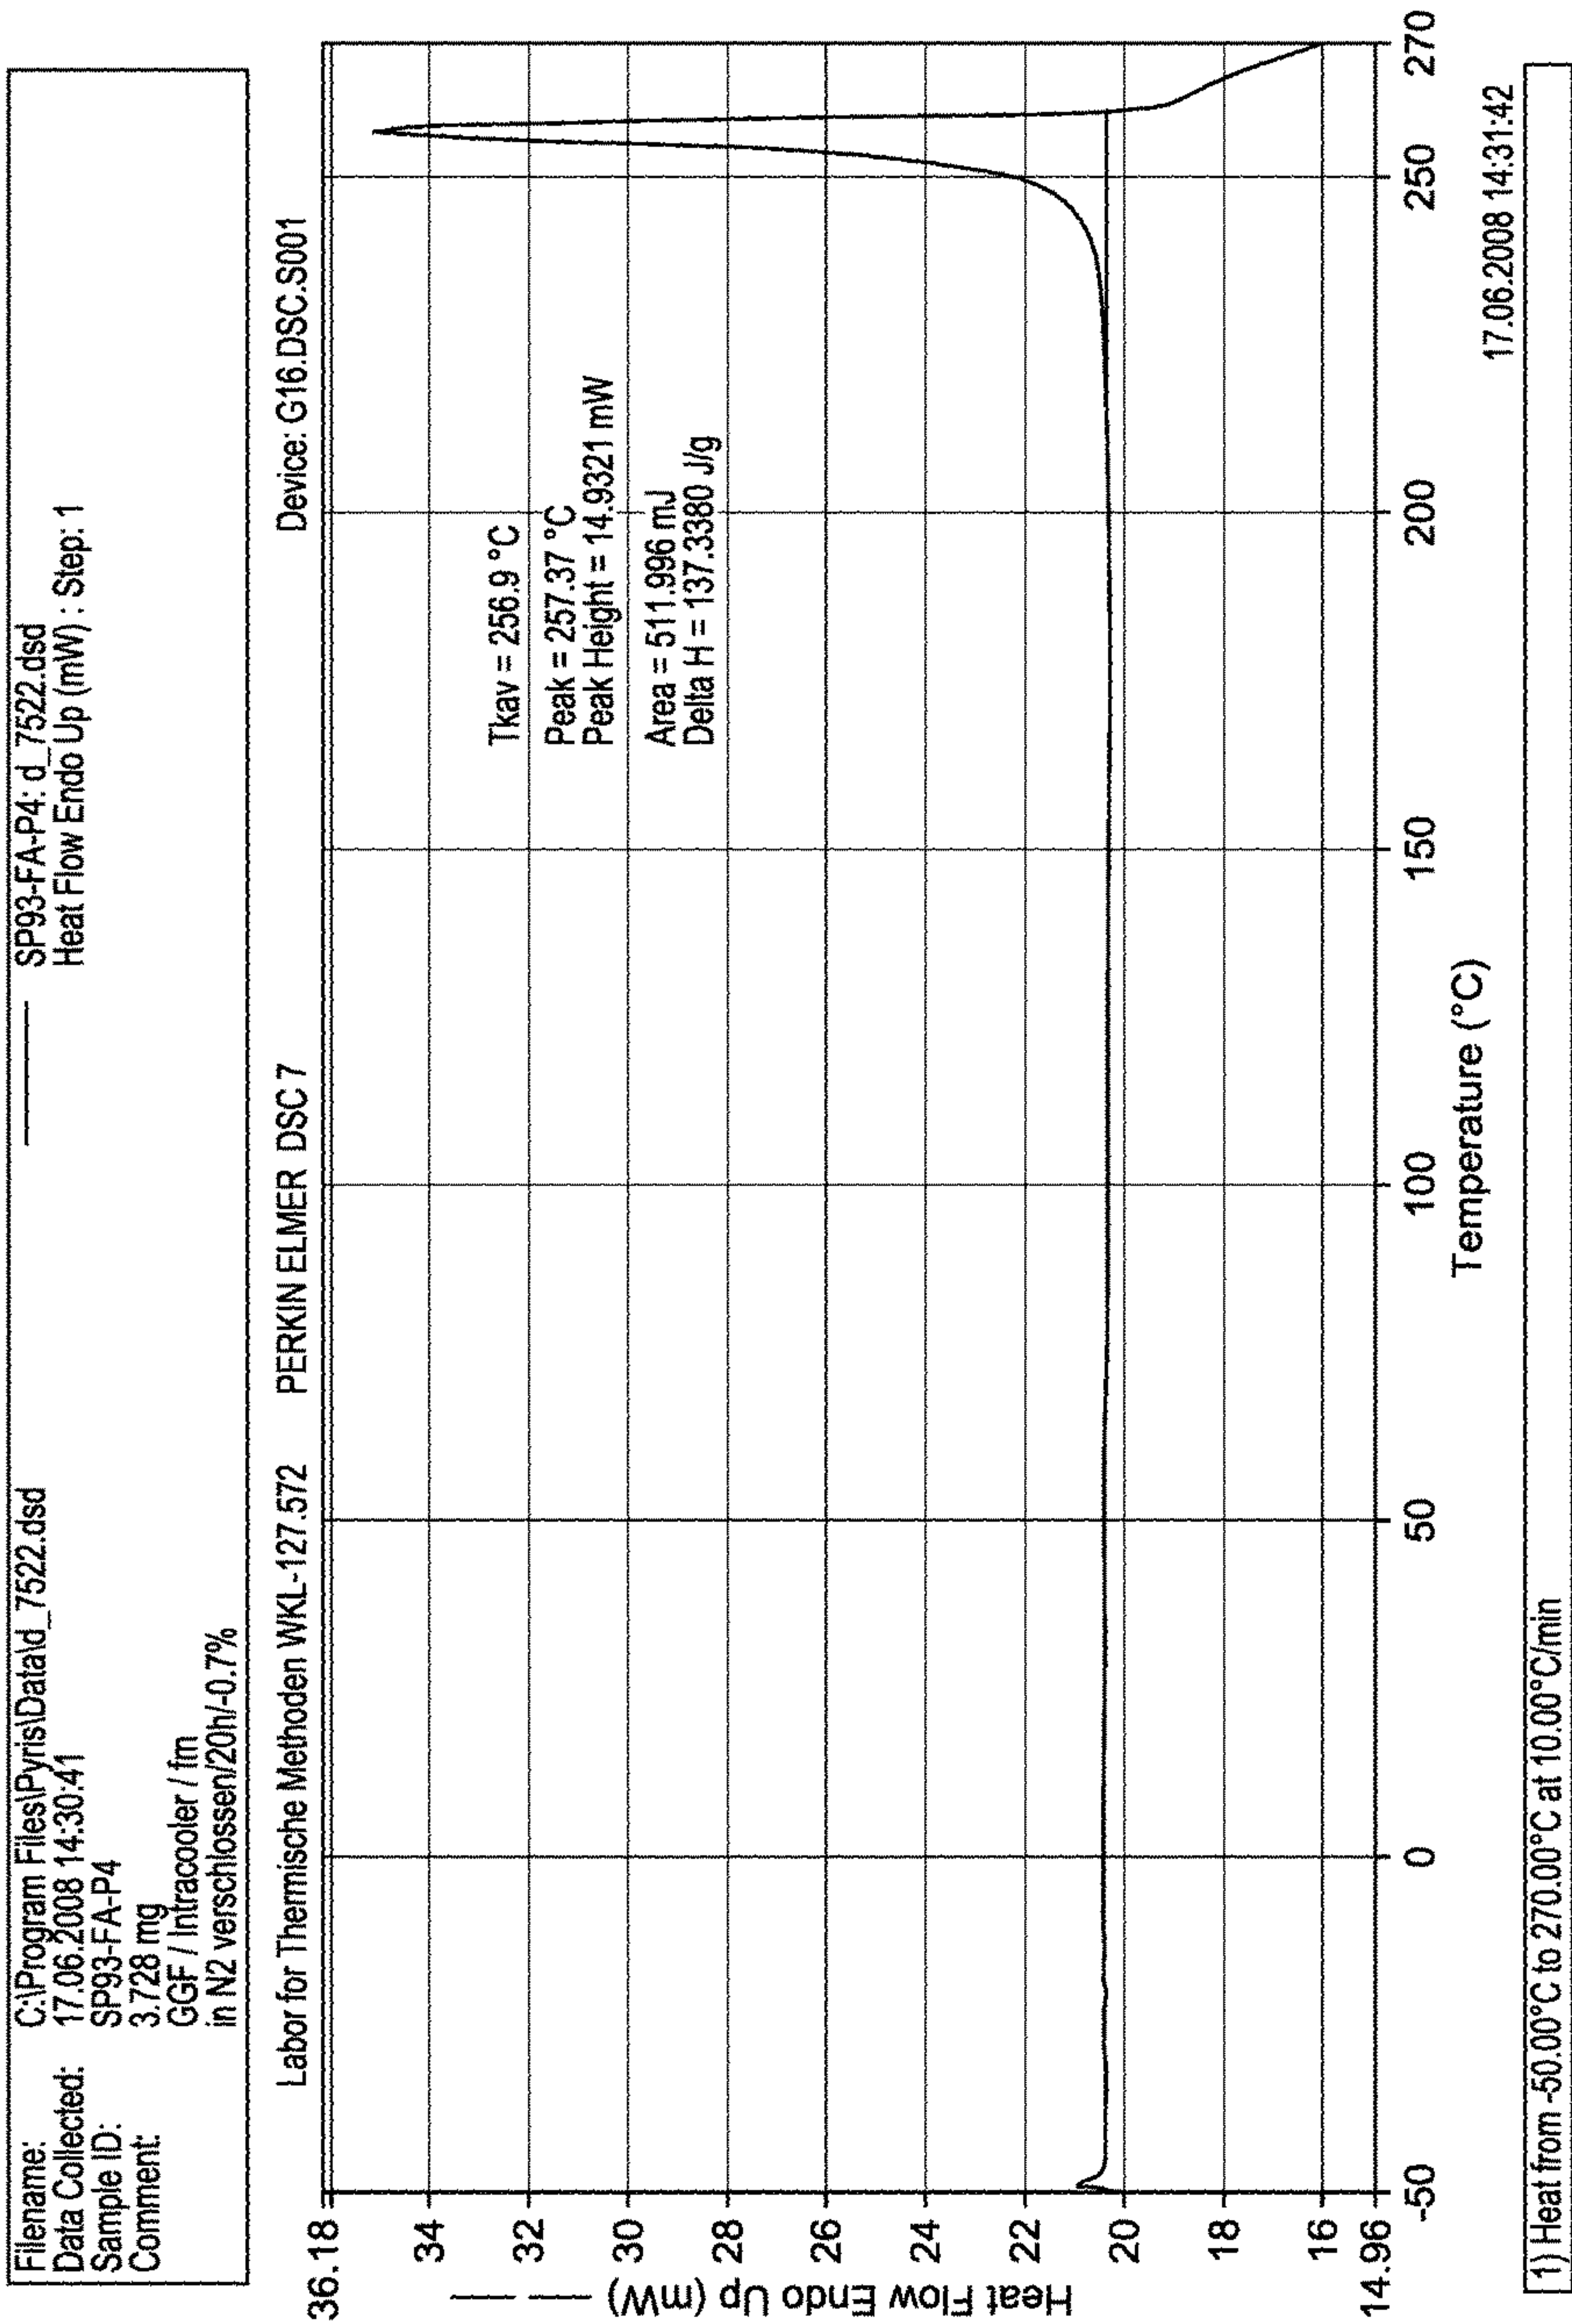 Filename: C:\Program Files\Pyris\Data\d_7522.dsd
Data Collected: 17.06.2008 14:30:41
Sample ID: SP93-FA-P4
Comment: 3.728 mg
GGF / Intracooler / fm
in N2 verschlossen/20h/-0.7%
SP93-FA-P4: d_7522.dsd
Heat Flow Endo Up (mW) : Step: 1
Labor for Thermische Methoden WKL-127.572 PERKIN ELMER DSC 7 Device: G16.DSC.S001
36.18
34
32
30
28
26
24
22
20
18
16
14.96
Heat Flow Endo Up (mW)
Tkav = 256.9 °C
Peak = 257.37 °C
Peak Height = 14.9321 mW
Area = 511.996 mJ
Delta H = 137.3380 J/g
-50 0 50 100 150 200 250 270
Temperature (°C)
17.06.2008 14:31:42
1) Heat from -50.00°C to 270.00°C at 10.00°C/min